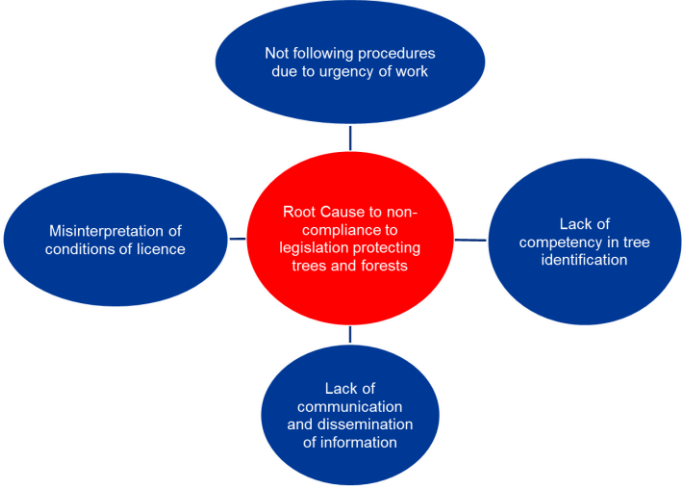 Not following procedures
due to urgency of work
Root Cause to non-
compliance to
legislation protecting
trees and forests
Misinterpretation of
conditions of licence
Lack of
competency in tree
identification
Lack of
communication
and dissemination
of information